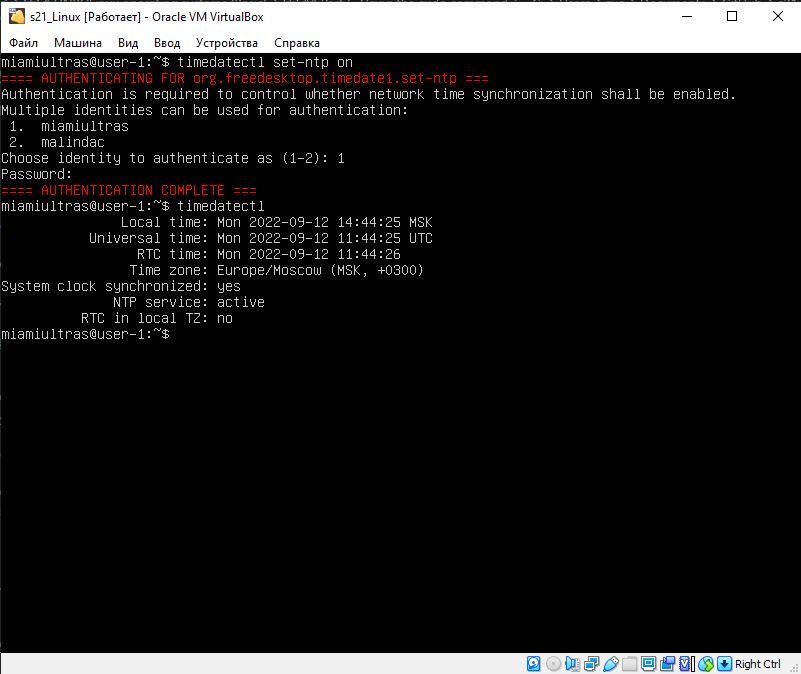 s21_Linux [Работает] - Oracle VM VirtualBox
Файл Машина Вид Ввод Устройства Справка
miamiultras@user-1:~$ timedatectl set-ntp on
==== AUTHENTICATING FOR org.freedesktop.timedate1.set-ntp ===
Authentication is required to control whether network time synchronization shall be enabled.
Multiple identities can be used for authentication:
 1.  miamiultras
 2.  malindac
Choose identity to authenticate as (1-2): 1
Password:
==== AUTHENTICATION COMPLETE ===
miamiultras@user-1:~$ timedatectl
               Local time: Mon 2022-09-12 14:44:25 MSK
           Universal time: Mon 2022-09-12 11:44:25 UTC
                 RTC time: Mon 2022-09-12 11:44:26
                Time zone: Europe/Moscow (MSK, +0300)
System clock synchronized: yes
              NTP service: active
          RTC in local TZ: no
miamiultras@user-1:~$
Right Ctrl